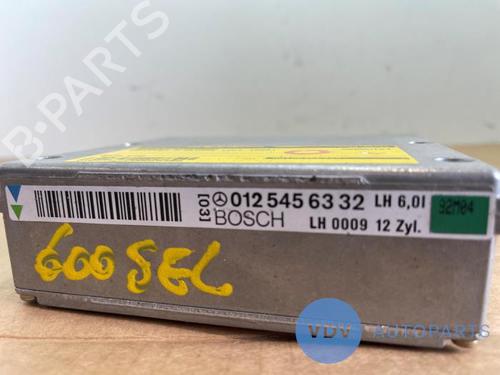 B-PARTS
[03] 012 545 63 32 LH 6,0l 92M04
BOSCH LH 0009 12 Zyl.
600 SEL
VDV AUTOPARTS